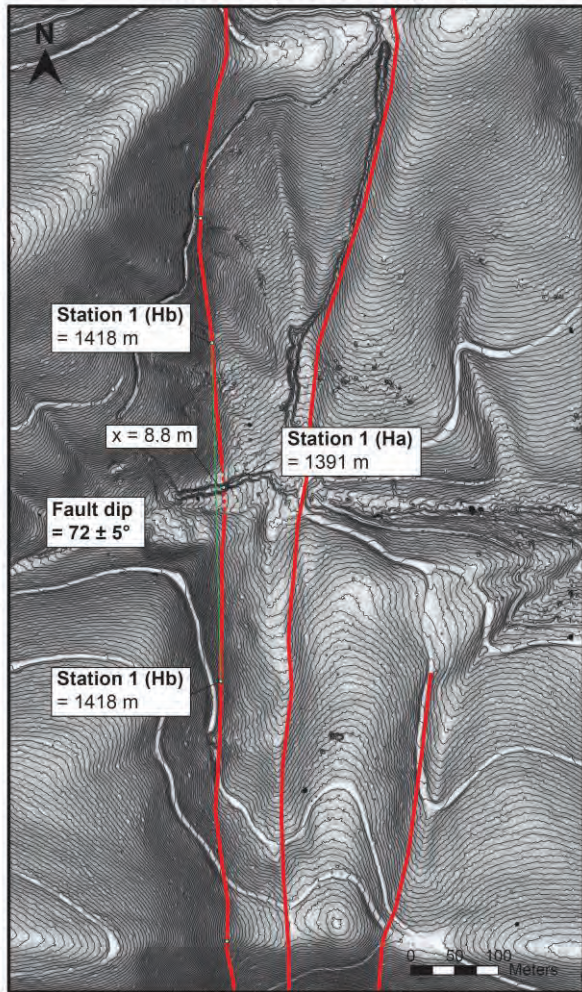 N
Station 1 (Hb)
= 1418 m
x = 8.8 m
Station 1 (Ha)
= 1391 m
Fault dip
= 72 ± 5°
Station 1 (Hb)
= 1418 m
0 50 100
Meters